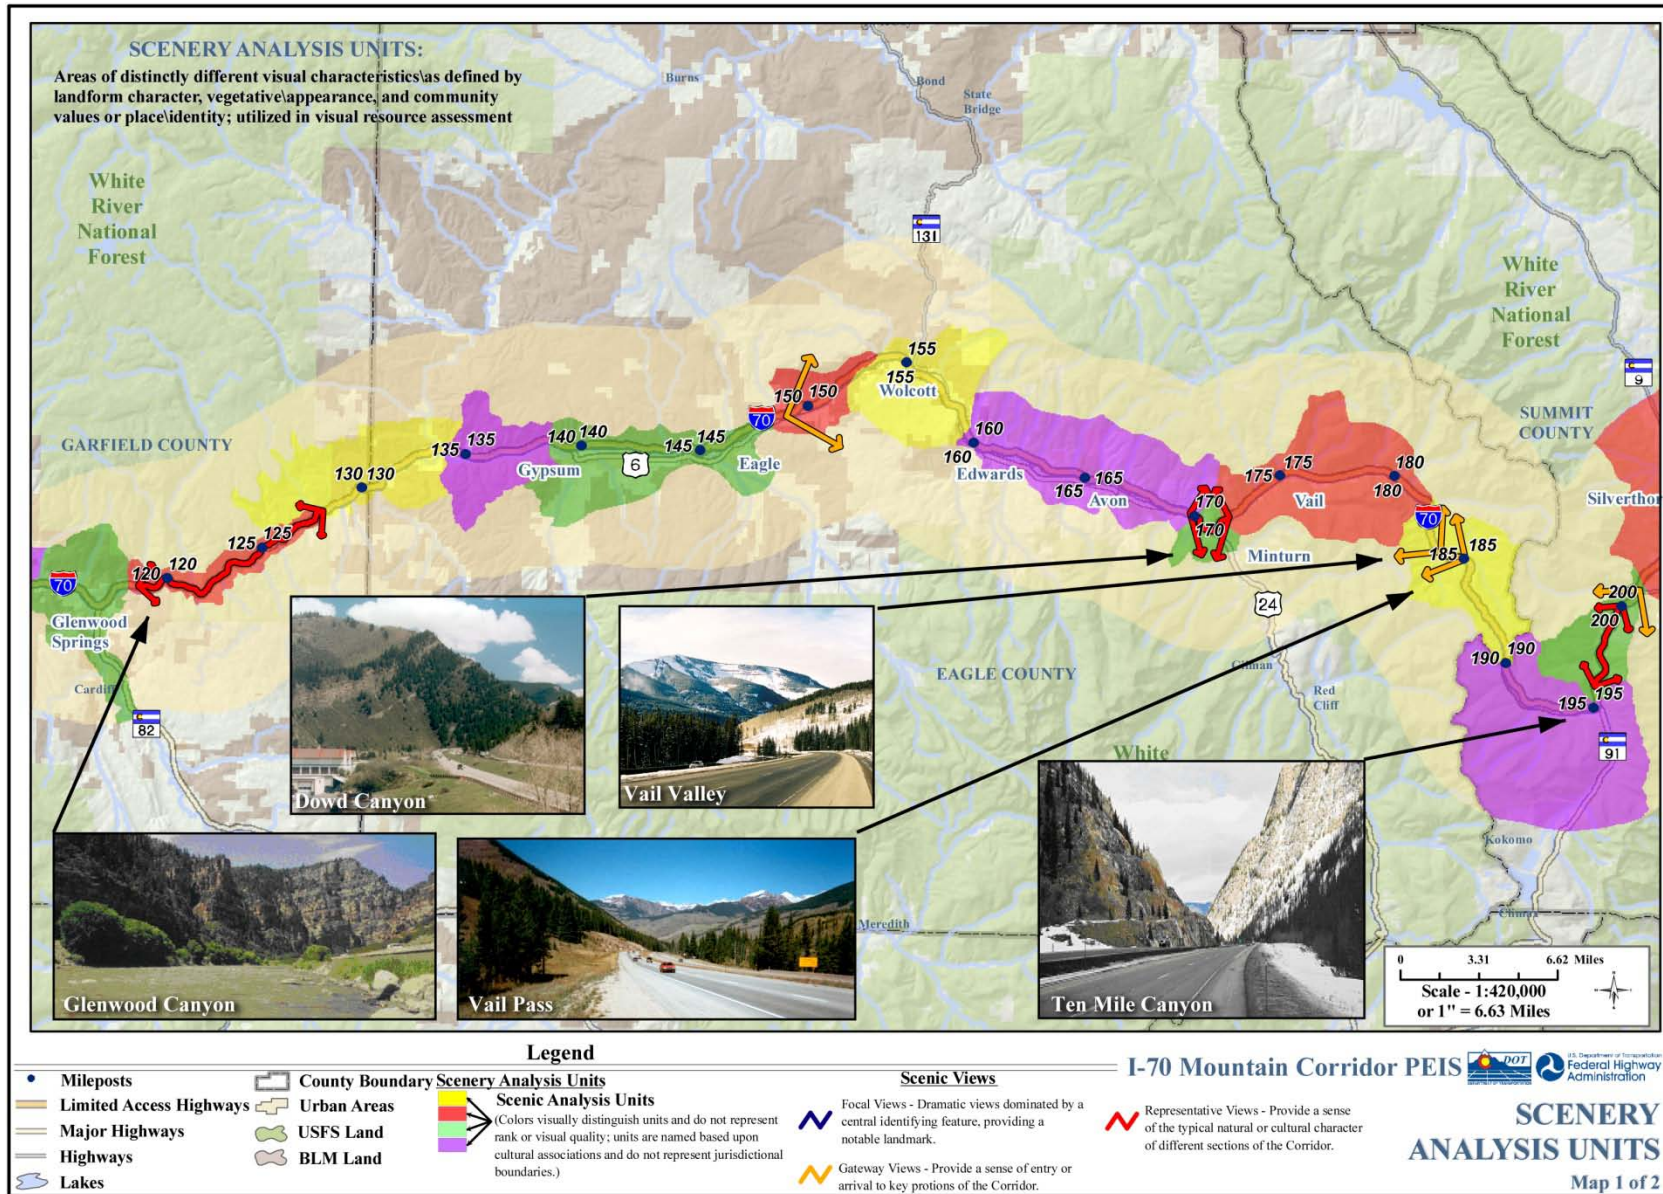 SCENERY ANALYSIS UNITS:
Areas of distinctly different visual characteristics\as defined by
landform character, vegetative\appearance, and community
values or place\identity; utilized in visual resource assessment
Burns
Bond
State
Bridge
White
River
National
Forest
131
White
River
National
Forest
9
155
155
Wolcott
150
150
70
SUMMIT
COUNTY
GARFIELD COUNTY
135
135
140
140
145
145
Gypsum
6
Eagle
160
160
Edwards
165
165
Avon
175
175
180
180
Vail
Silverthor
130
130
170
170
70
125
125
185
185
Minturn
120
120
70
24
200
200
Glenwood
Springs
Cardiff
82
EAGLE COUNTY
Gilman
Red
Cliff
190
190
195
195
91
White
Dowd Canyon
Vail Valley
Kokomo
Climax
Meredith
Glenwood Canyon
Vail Pass
Ten Mile Canyon
0 3.31 6.62 Miles
Scale - 1:420,000
or 1" = 6.63 Miles
Legend
Mileposts
Limited Access Highways
Major Highways
Highways
Lakes
County Boundary
Urban Areas
USFS Land
BLM Land
Scenery Analysis Units
Scenic Analysis Units
(Colors visually distinguish units and do not represent
rank or visual quality; units are named based upon
cultural associations and do not represent jurisdictional
boundaries.)
Scenic Views
Focal Views - Dramatic views dominated by a
central identifying feature, providing a
notable landmark.
Gateway Views - Provide a sense of entry or
arrival to key protions of the Corridor.
Representative Views - Provide a sense
of the typical natural or cultural character
of different sections of the Corridor.
I-70 Mountain Corridor PEIS
DOT
DEPARTMENT OF TRANSPORTATION
U.S. Department of Transportation
Federal Highway
Administration
SCENERY
ANALYSIS UNITS
Map 1 of 2